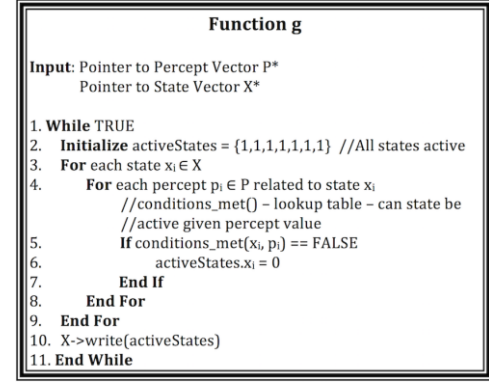 Function g
Input: Pointer to Percept Vector P*
Pointer to State Vector X*
1. While TRUE
2. Initialize activeStates = {1,1,1,1,1,1,1} //All states active
3. For each state xᵢ ∈ X
4. For each percept pᵢ ∈ P related to state xᵢ
//conditions_met() – lookup table – can state be
//active given percept value
5. If conditions_met(xᵢ, pᵢ) == FALSE
6. activeStates.xᵢ = 0
7. End If
8. End For
9. End For
10. X->write(activeStates)
11. End While